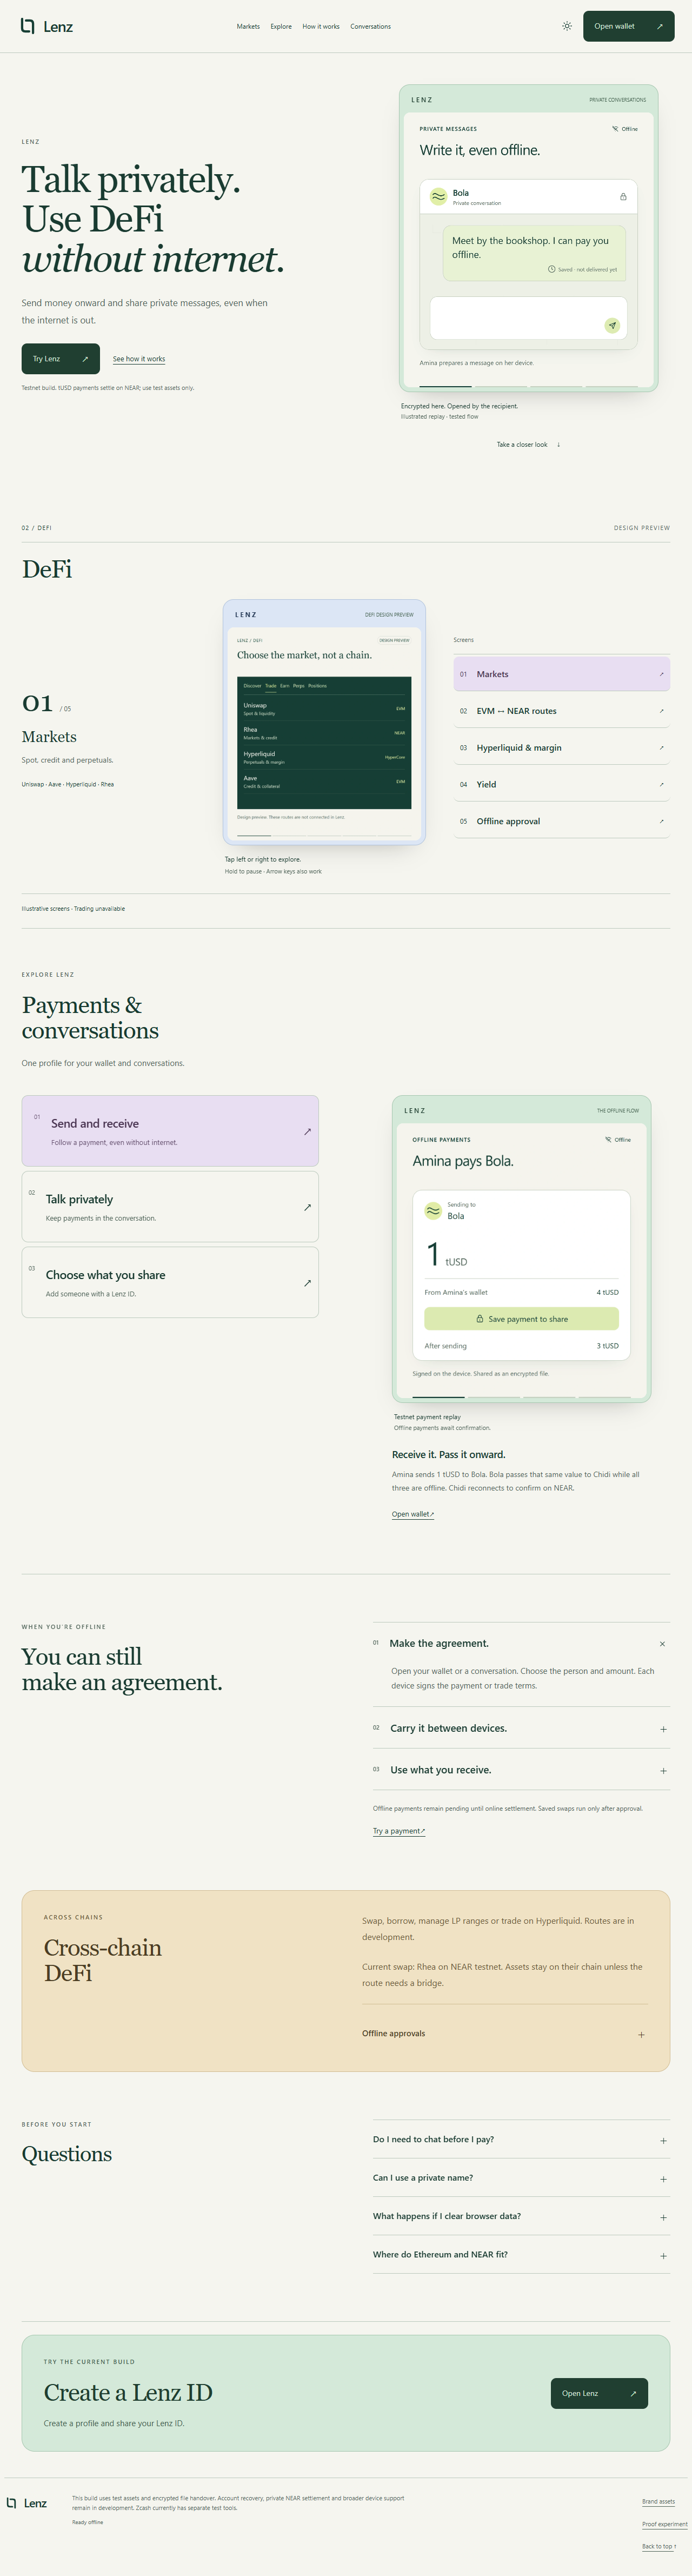 Lenz
Markets Explore How it works Conversations
Open wallet ↗
LENZ
Talk privately.
Use DeFi
without internet.
Send money onward and share private messages, even when
the internet is out.
Try Lenz ↗
See how it works
Testnet build. tUSD payments settle on NEAR; use test assets only.
LENZ
PRIVATE CONVERSATIONS
PRIVATE MESSAGES
Offline
Write it, even offline.
Bola
Private conversation
Meet by the bookshop. I can pay you
offline.
Saved · not delivered yet
Amina prepares a message on her device.
Encrypted here. Opened by the recipient.
Illustrated replay · tested flow
Take a closer look ↓
02 / DEFI
DESIGN PREVIEW
DeFi
01 / 05
Markets
Spot, credit and perpetuals.
Uniswap · Aave · Hyperliquid · Rhea
LENZ
DEFI DESIGN PREVIEW
LENZ / DEFI
DESIGN PREVIEW
Choose the market, not a chain.
Discover Trade Earn Perps Positions
Uniswap
Spot & liquidity
EVM
Rhea
Markets & credit
NEAR
Hyperliquid
Perpetuals & margin
HyperCore
Aave
Credit & collateral
EVM
Design preview. These routes are not connected in Lenz.
Tap left or right to explore.
Hold to pause · Arrow keys also work
Screens
01 Markets ↗
02 EVM ↔ NEAR routes ↗
03 Hyperliquid & margin ↗
04 Yield ↗
05 Offline approval ↗
Illustrative screens · Trading unavailable
EXPLORE LENZ
Payments &
conversations
One profile for your wallet and conversations.
01
Send and receive
Follow a payment, even without internet.
↗
02
Talk privately
Keep payments in the conversation.
↗
03
Choose what you share
Add someone with a Lenz ID.
↗
LENZ
THE OFFLINE FLOW
OFFLINE PAYMENTS
Offline
Amina pays Bola.
Sending to
Bola
1 tUSD
From Amina's wallet 4 tUSD
Save payment to share
After sending 3 tUSD
Signed on the device. Shared as an encrypted file.
Testnet payment replay
Offline payments await confirmation.
Receive it. Pass it onward.
Amina sends 1 tUSD to Bola. Bola passes that same value to Chidi while all
three are offline. Chidi reconnects to confirm on NEAR.
Open wallet↗
WHEN YOU'RE OFFLINE
You can still
make an agreement.
01 Make the agreement.
Open your wallet or a conversation. Choose the person and amount. Each
device signs the payment or trade terms.
02 Carry it between devices. +
03 Use what you receive. +
Offline payments remain pending until online settlement. Saved swaps run only after approval.
Try a payment↗
ACROSS CHAINS
Cross-chain
DeFi
Swap, borrow, manage LP ranges or trade on Hyperliquid. Routes are in
development.
Current swap: Rhea on NEAR testnet. Assets stay on their chain unless the
route needs a bridge.
Offline approvals +
BEFORE YOU START
Questions
Do I need to chat before I pay? +
Can I use a private name? +
What happens if I clear browser data? +
Where do Ethereum and NEAR fit? +
TRY THE CURRENT BUILD
Create a Lenz ID
Create a profile and share your Lenz ID.
Open Lenz ↗
Lenz
This build uses test assets and encrypted file handover. Account recovery, private NEAR settlement and broader device support
remain in development. Zcash currently has separate test tools.
Ready offline
Brand assets
Proof experiment
Back to top ↑